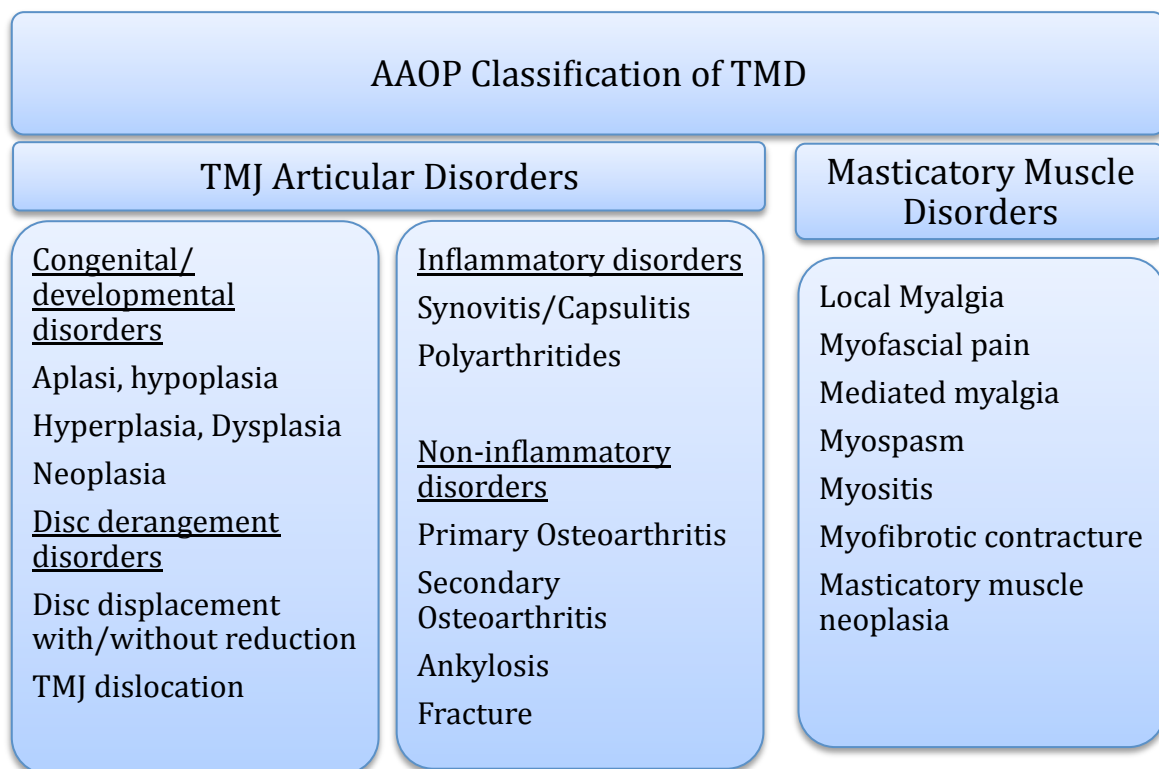 AAOP Classification of TMD
TMJ Articular Disorders
Congenital/
developmental
disorders
Aplasi, hypoplasia
Hyperplasia, Dysplasia
Neoplasia
Disc derangement
disorders
Disc displacement
with/without reduction
TMJ dislocation
Inflammatory disorders
Synovitis/Capsulitis
Polyarthritides
Non-inflammatory
disorders
Primary Osteoarthritis
Secondary
Osteoarthritis
Ankylosis
Fracture
Masticatory Muscle
Disorders
Local Myalgia
Myofascial pain
Mediated myalgia
Myospasm
Myositis
Myofibrotic contracture
Masticatory muscle
neoplasia